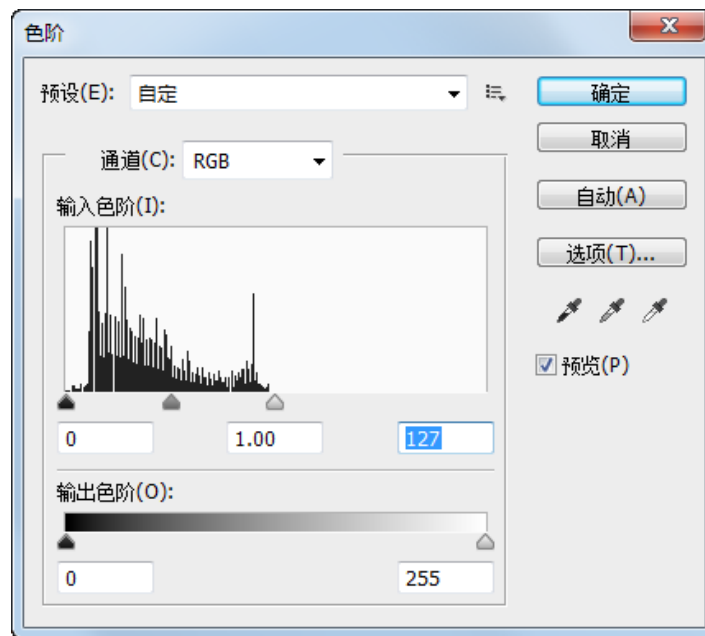 色阶
预设(E): 自定
确定
取消
通道(C): RGB
自动(A)
输入色阶(I):
选项(T)...
预览(P)
0 1.00 127
输出色阶(O):
0 255